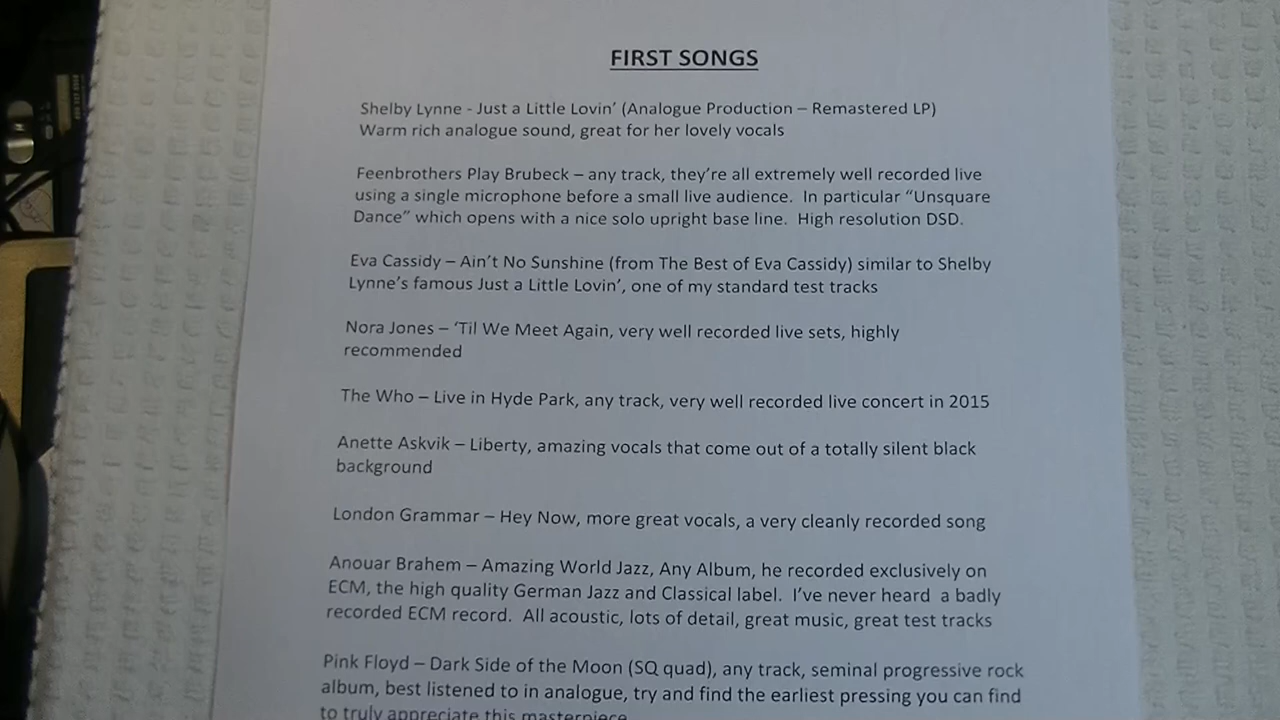 FIRST SONGS
Shelby Lynne - Just a Little Lovin’ (Analogue Production – Remastered LP)
Warm rich analogue sound, great for her lovely vocals
Feenbrothers Play Brubeck – any track, they’re all extremely well recorded live
using a single microphone before a small live audience.  In particular “Unsquare
Dance” which opens with a nice solo upright base line.  High resolution DSD.
Eva Cassidy – Ain’t No Sunshine (from The Best of Eva Cassidy) similar to Shelby
Lynne’s famous Just a Little Lovin’, one of my standard test tracks
Nora Jones – ‘Til We Meet Again, very well recorded live sets, highly
recommended
The Who – Live in Hyde Park, any track, very well recorded live concert in 2015
Anette Askvik – Liberty, amazing vocals that come out of a totally silent black
background
London Grammar – Hey Now, more great vocals, a very cleanly recorded song
Anouar Brahem – Amazing World Jazz, Any Album, he recorded exclusively on
ECM, the high quality German Jazz and Classical label.  I’ve never heard  a badly
recorded ECM record.  All acoustic, lots of detail, great music, great test tracks
Pink Floyd – Dark Side of the Moon (SQ quad), any track, seminal progressive rock
album, best listened to in analogue, try and find the earliest pressing you can find
to truly appreciate this masterpiece